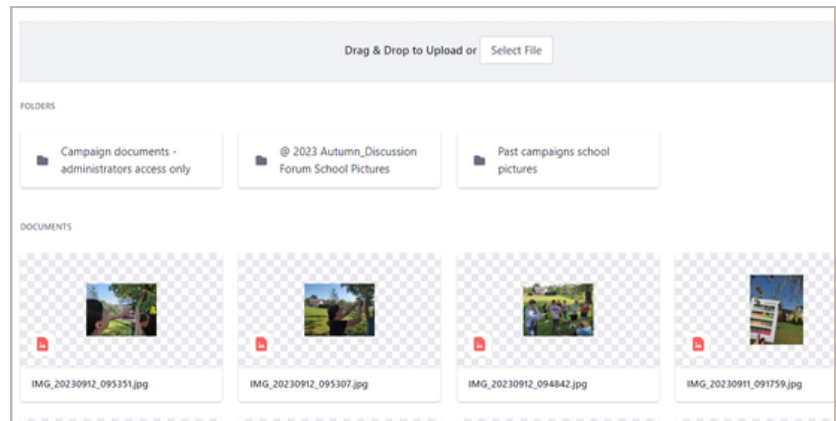 Drag & Drop to Upload or Select File
FOLDERS
Campaign documents -
administrators access only
@ 2023 Autumn_Discussion
Forum School Pictures
Past campaigns school
pictures
DOCUMENTS
IMG_20230912_095351.jpg
IMG_20230912_095307.jpg
IMG_20230912_094842.jpg
IMG_20230911_091759.jpg